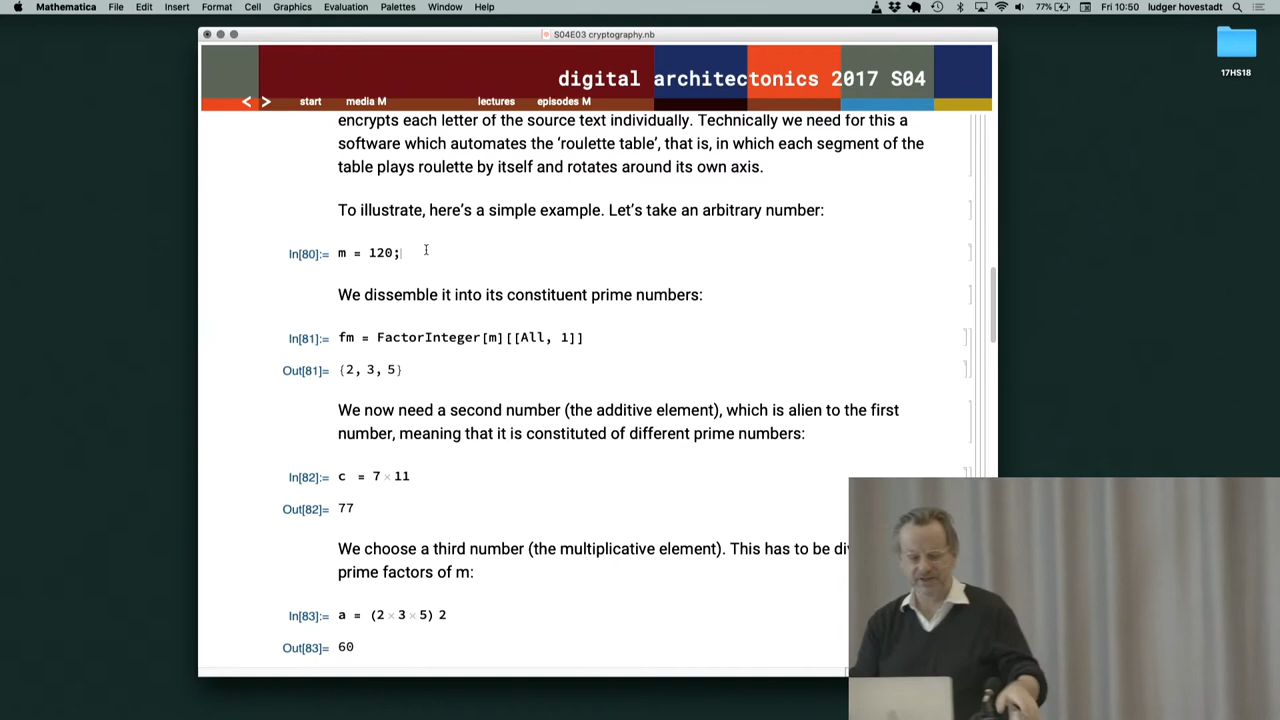 Mathematica File Edit Insert Format Cell Graphics Evaluation Palettes Window Help 77% Fri 10:50 ludger hovestadt
S04E03 cryptography.nb
17HS18
digital architectonics 2017 S04
< > start media M lectures episodes M
encrypts each letter of the source text individually. Technically we need for this a
software which automates the ‘roulette table’, that is, in which each segment of the
table plays roulette by itself and rotates around its own axis.
To illustrate, here’s a simple example. Let’s take an arbitrary number:
In[80]:= m = 120;
We dissemble it into its constituent prime numbers:
In[81]:= fm = FactorInteger[m][[All, 1]]
Out[81]= {2, 3, 5}
We now need a second number (the additive element), which is alien to the first
number, meaning that it is constituted of different prime numbers:
In[82]:= c = 7 × 11
Out[82]= 77
We choose a third number (the multiplicative element). This has to be
prime factors of m:
In[83]:= a = (2 × 3 × 5) 2
Out[83]= 60